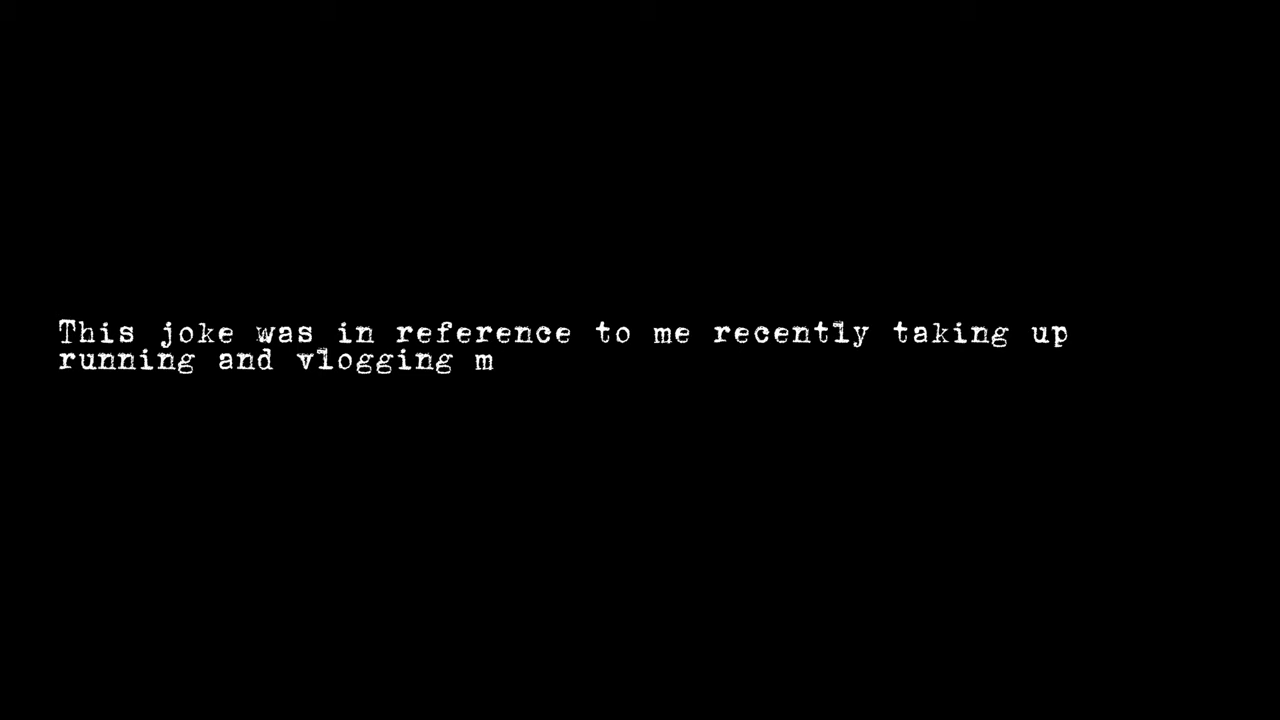 This joke was in reference to me recently taking up
running and vlogging m